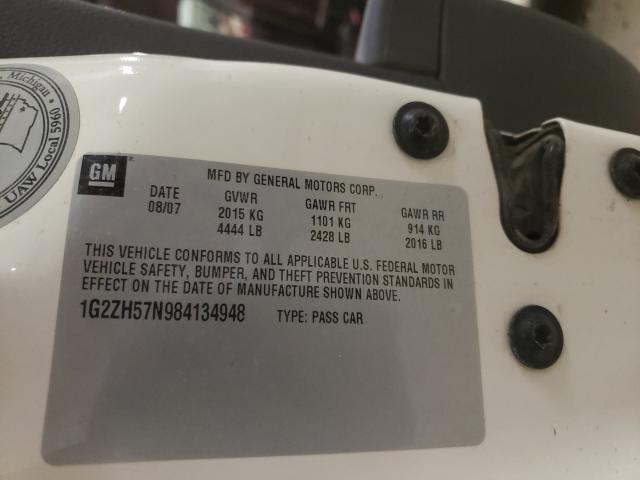 Michigan
UAW Local 5960
GM
MFD BY GENERAL MOTORS CORP.
DATE GVWR GAWR FRT GAWR RR
08/07 2015 KG 1101 KG 914 KG
4444 LB 2428 LB 2016 LB
THIS VEHICLE CONFORMS TO ALL APPLICABLE U.S. FEDERAL MOTOR
VEHICLE SAFETY, BUMPER, AND THEFT PREVENTION STANDARDS IN
EFFECT ON THE DATE OF MANUFACTURE SHOWN ABOVE.
1G2ZH57N984134948 TYPE: PASS CAR